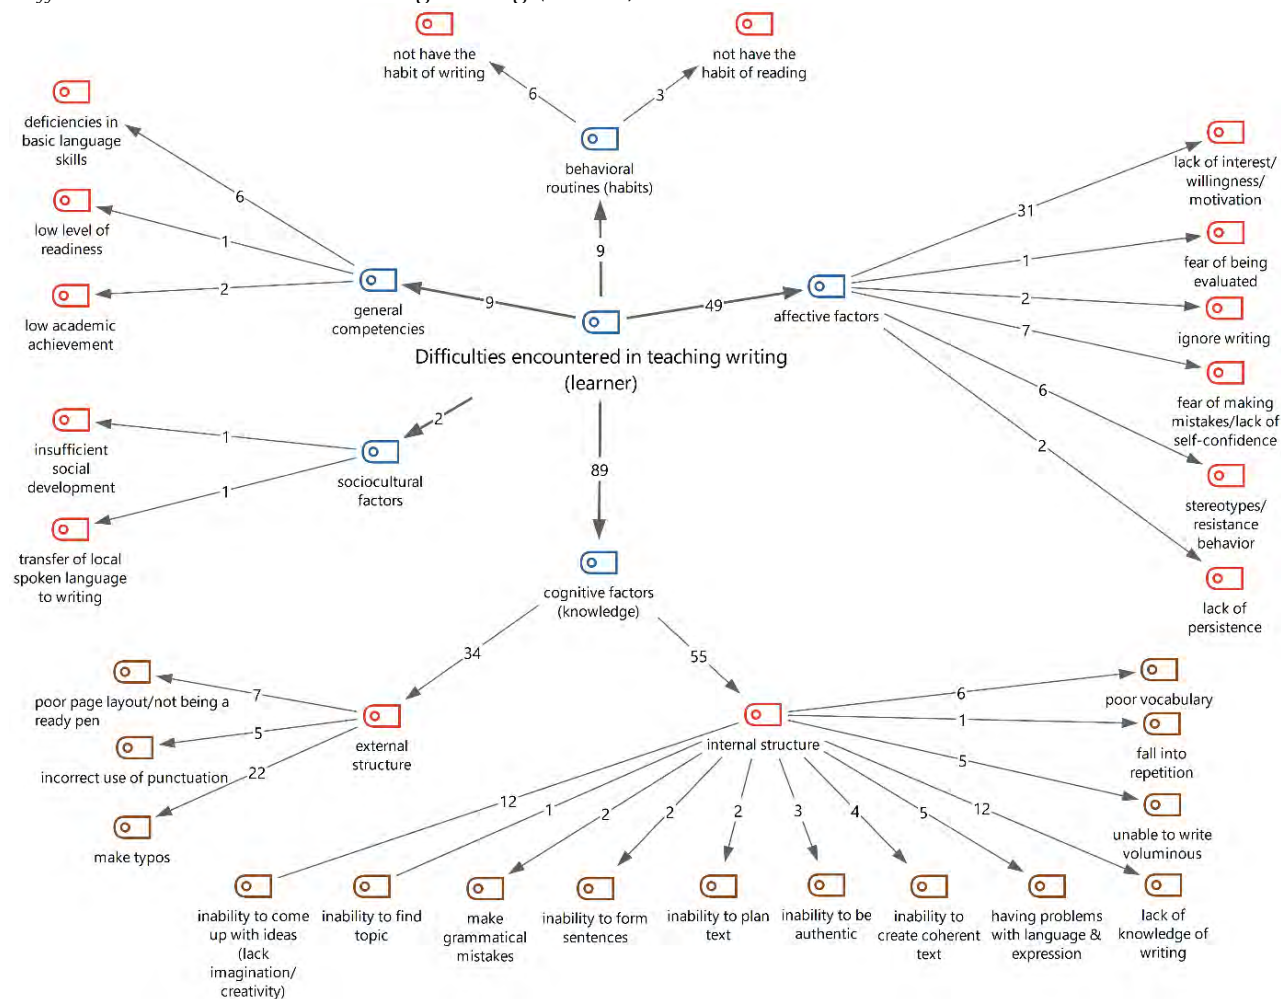 not have the
habit of writing
not have the
habit of reading
6
3
deficiencies in
basic language
skills
behavioral
routines (habits)
lack of interest/
willingness/
motivation
6
31
low level of
readiness
1
9
1
fear of being
evaluated
2
general
competencies
9
49
affective factors
2
ignore writing
low academic
achievement
7
Difficulties encountered in teaching writing
(learner)
6
fear of making
mistakes/lack of
self-confidence
2
2
insufficient
social
development
1
sociocultural
factors
1
89
stereotypes/
resistance
behavior
transfer of local
spoken language
to writing
cognitive factors
(knowledge)
lack of
persistence
34
55
poor page layout/not being a
ready pen
7
6
poor vocabulary
5
external
structure
internal structure
1
fall into
repetition
incorrect use of punctuation
22
5
make typos
12
1
2
2
2
3
4
5
12
unable to write
voluminous
inability to come
up with ideas
(lack
imagination/
creativity)
inability to find
topic
make
grammatical
mistakes
inability to form
sentences
inability to plan
text
inability to be
authentic
inability to
create coherent
text
having problems
with language &
expression
lack of
knowledge of
writing